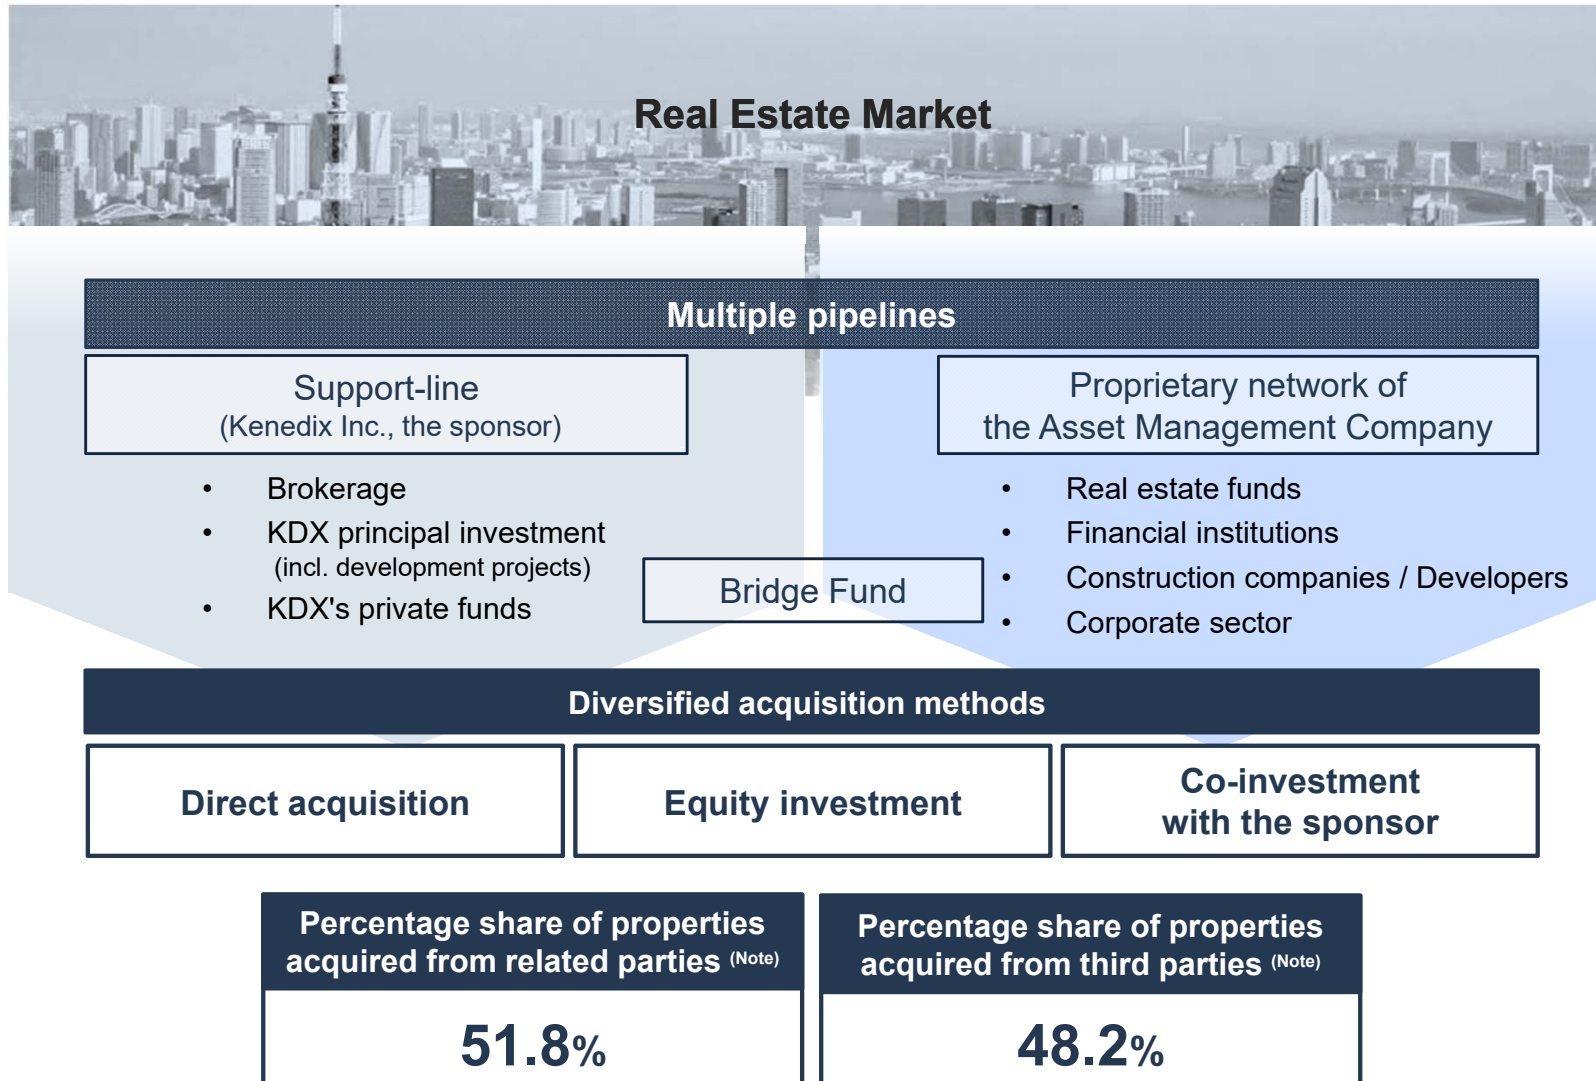 Real Estate Market
Multiple pipelines
Support-line
(Kenedix Inc., the sponsor)
• Brokerage
• KDX principal investment
(incl. development projects)
• KDX's private funds
Bridge Fund
Proprietary network of
the Asset Management Company
• Real estate funds
• Financial institutions
• Construction companies / Developers
• Corporate sector
Diversified acquisition methods
Direct acquisition
Equity investment
Co-investment
with the sponsor
Percentage share of properties
acquired from related parties (Note)
51.8%
Percentage share of properties
acquired from third parties (Note)
48.2%